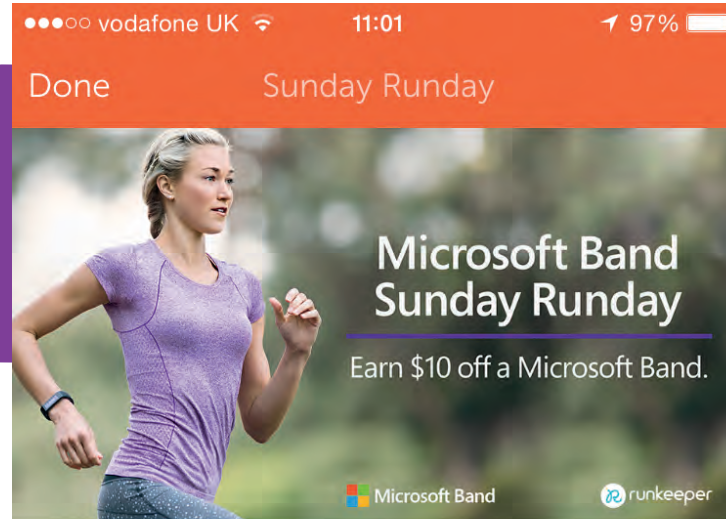 vodafone UK 11:01 97%
Done Sunday Runday
Microsoft Band
Sunday Runday
Earn $10 off a Microsoft Band.
Microsoft Band runkeeper